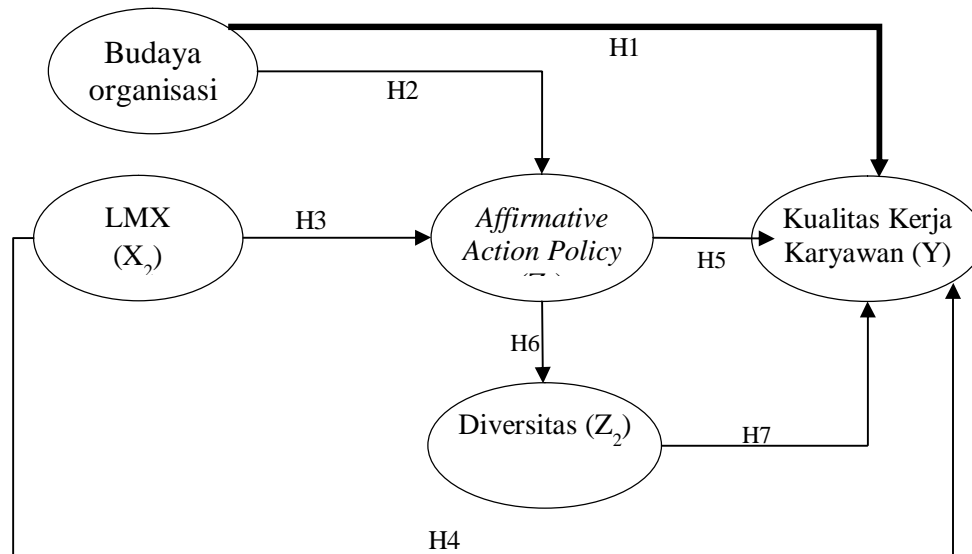 Budaya
organisasi
H1
H2
LMX
(X₂)
H3
Affirmative
Action Policy
H5
Kualitas Kerja
Karyawan (Y)
H6
Diversitas (Z₂)
H7
H4